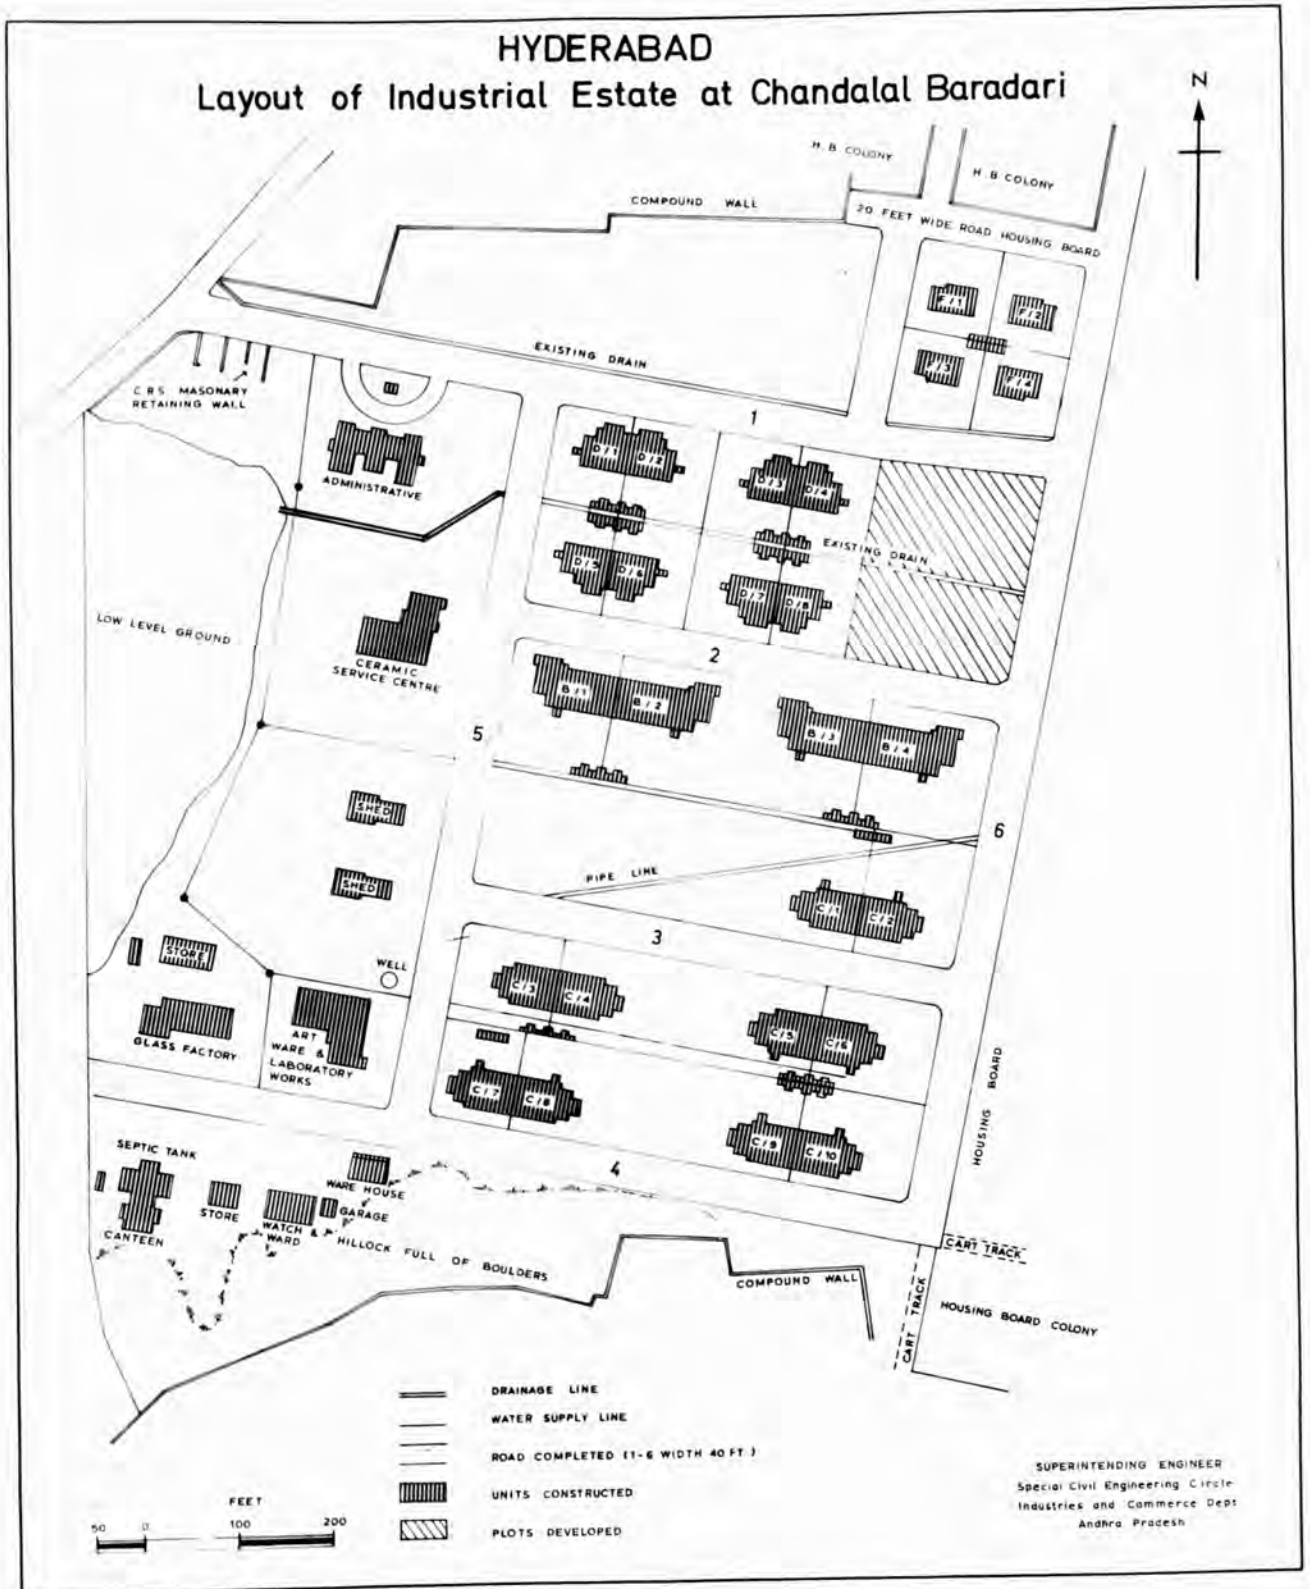 HYDERABAD
Layout of Industrial Estate at Chandalal Baradari
N
H. B COLONY
H. B COLONY
COMPOUND WALL
20 FEET WIDE ROAD HOUSING BOARD
F/1
F/2
F/3
F/4
EXISTING DRAIN
C R S MASONARY
RETAINING WALL
1
D/1
D/2
D/3
D/4
ADMINISTRATIVE
EXISTING DRAIN
D/5
D/6
D/7
D/8
LOW LEVEL GROUND
CERAMIC
SERVICE CENTRE
2
B/1
B/2
B/3
B/4
5
6
SHED
SHED
PIPE LINE
C/1
C/2
3
STORE
WELL
C/3
C/4
C/5
C/6
GLASS FACTORY
ART
WARE &
LABORATORY
WORKS
C/7
C/8
C/9
C/10
HOUSING BOARD
4
SEPTIC TANK
WARE HOUSE
STORE
GARAGE
WATCH &
WARD
CANTEEN
HILLOCK FULL OF BOULDERS
CART TRACK
COMPOUND WALL
CART TRACK
HOUSING BOARD COLONY
DRAINAGE LINE
WATER SUPPLY LINE
ROAD COMPLETED (1-6 WIDTH 40 FT.)
UNITS CONSTRUCTED
PLOTS DEVELOPED
FEET
50 0 100 200
SUPERINTENDING ENGINEER
Special Civil Engineering Circle
Industries and Commerce Dept
Andhra Pradesh